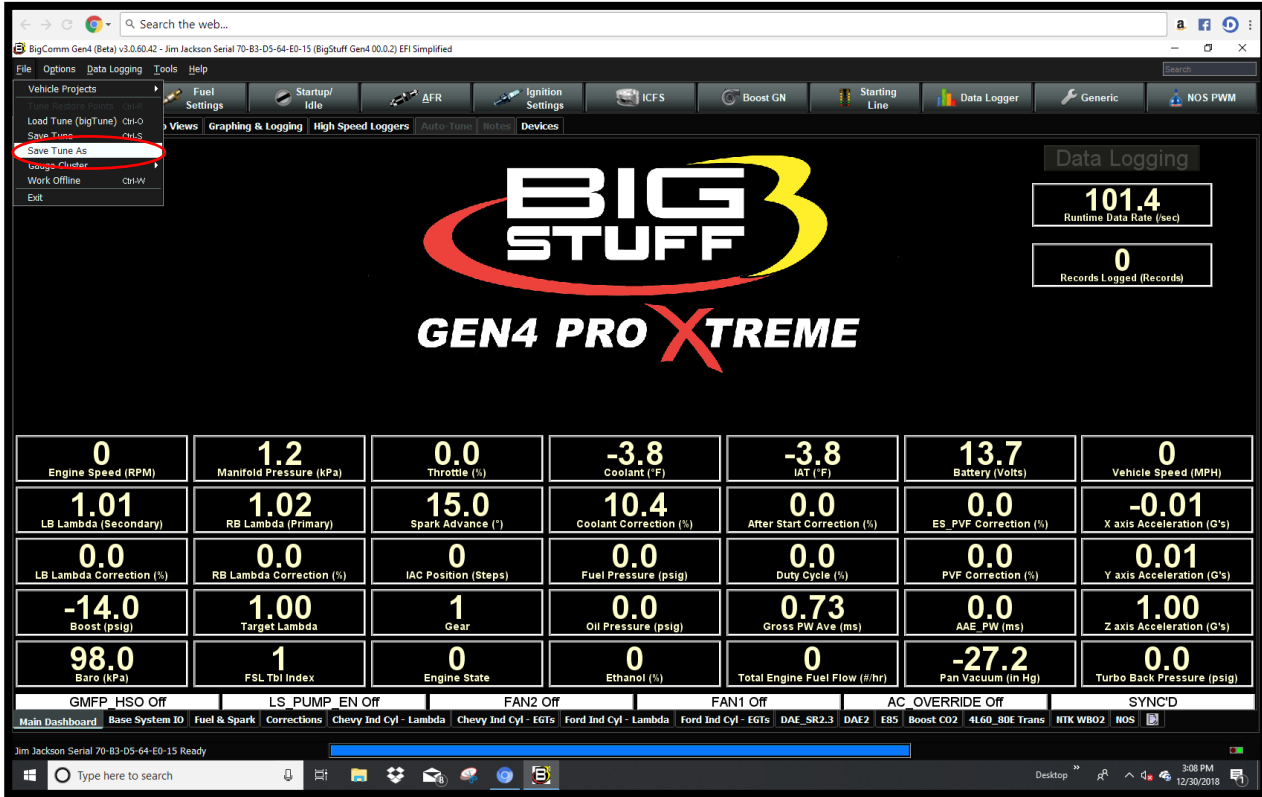 Search the web...
BigComm Gen4 (Beta) v3.0.60.42 - Jim Jackson Serial 70-B3-D5-64-E0-15 (BigStuff Gen4 00.0.2) EFI Simplified
File Options Data Logging Tools Help
Search
Vehicle Projects
Tune Restore Points Ctrl-R
Load Tune (bigTune) Ctrl-O
Save Tune Ctrl-S
Save Tune As
Gauge Cluster
Work Offline Ctrl-W
Exit
Fuel Settings
Startup/ Idle
AFR
Ignition Settings
ICFS
Boost GN
Starting Line
Data Logger
Generic
NOS PWM
Views Graphing & Logging High Speed Loggers Auto-Tune Notes Devices
Data Logging
101.4
Runtime Data Rate (/sec)
0
Records Logged (Records)
BIG
STUFF
3
GEN4 PRO XTREME
0 1.2 0.0 -3.8 -3.8 13.7 0
Engine Speed (RPM) Manifold Pressure (kPa) Throttle (%) Coolant (°F) IAT (°F) Battery (Volts) Vehicle Speed (MPH)
1.01 1.02 15.0 10.4 0.0 0.0 -0.01
LB Lambda (Secondary) RB Lambda (Primary) Spark Advance (°) Coolant Correction (%) After Start Correction (%) ES_PVF Correction (%) X axis Acceleration (G's)
0.0 0.0 0 0.0 0.0 0.0 0.01
LB Lambda Correction (%) RB Lambda Correction (%) IAC Position (Steps) Fuel Pressure (psig) Duty Cycle (%) PVF Correction (%) Y axis Acceleration (G's)
-14.0 1.00 1 0.0 0.73 0.0 1.00
Boost (psig) Target Lambda Gear Oil Pressure (psig) Gross PW Ave (ms) AAE_PW (ms) Z axis Acceleration (G's)
98.0 1 0 0 0 -27.2 0.0
Baro (kPa) FSL Tbl Index Engine State Ethanol (%) Total Engine Fuel Flow (#/hr) Pan Vacuum (in Hg) Turbo Back Pressure (psig)
GMFP_HSO Off LS_PUMP_EN Off FAN2 Off FAN1 Off AC_OVERRIDE Off SYNC'D
Main Dashboard Base System IO Fuel & Spark Corrections Chevy Ind Cyl - Lambda Chevy Ind Cyl - EGTs Ford Ind Cyl - Lambda Ford Ind Cyl - EGTs DAE_SR2.3 DAE2 E85 Boost CO2 4L60_80E Trans NTK WBO2 NOS
Jim Jackson Serial 70-B3-D5-64-E0-15 Ready
Type here to search
Desktop
3:08 PM
12/30/2018